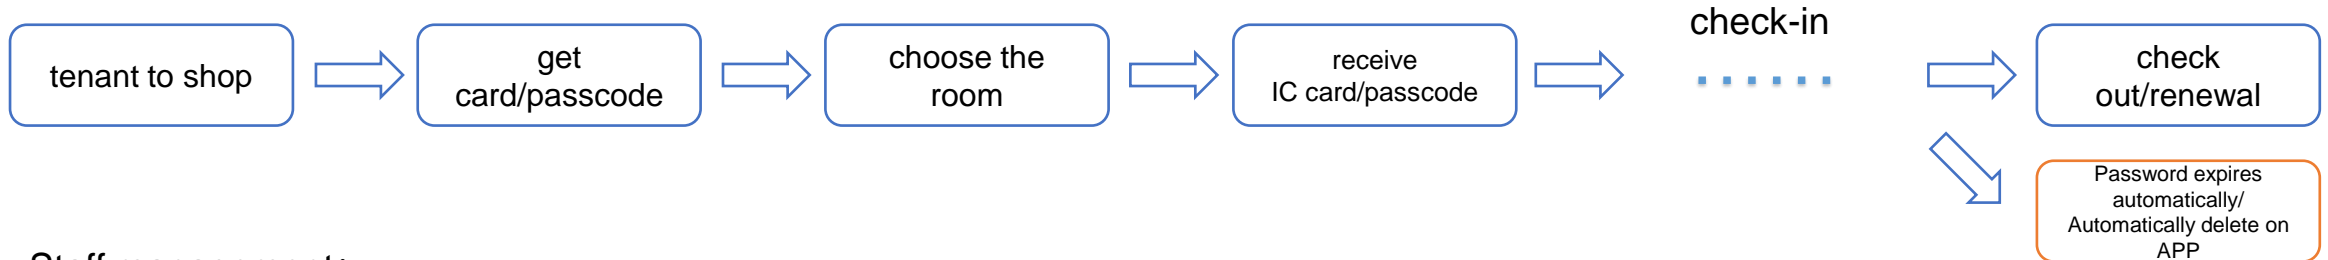 tenant to shop
get
card/passcode
choose the
room
receive
IC card/passcode
check-in
check
out/renewal
Password expires
automatically/
Automatically delete on
APP